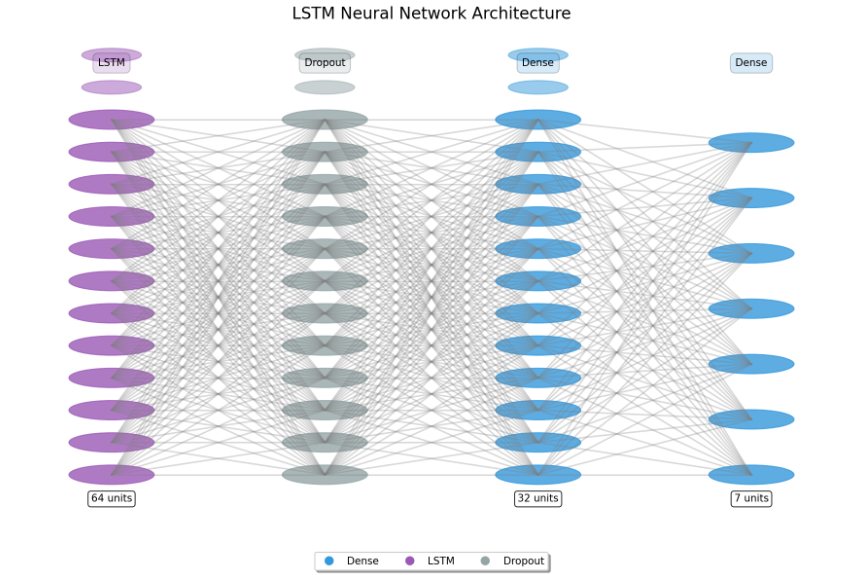 LSTM Neural Network Architecture
LSTM
Dropout
Dense
Dense
64 units
32 units
7 units
Dense
LSTM
Dropout